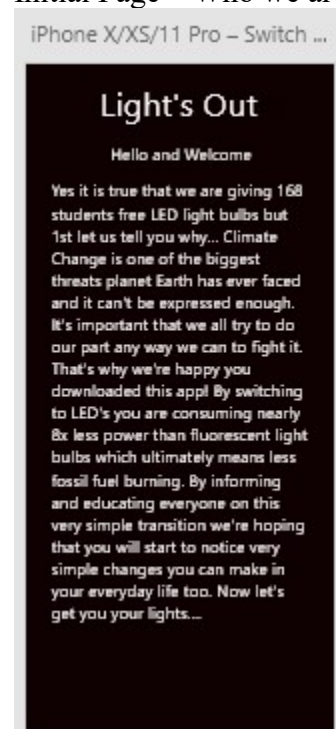 iPhone X/XS/11 Pro – Switch ...
Light's Out
Hello and Welcome
Yes it is true that we are giving 168
students free LED light bulbs but
1st let us tell you why... Climate
Change is one of the biggest
threats planet Earth has ever faced
and it can't be expressed enough.
It's important that we all try to do
our part any way we can to fight it.
That's why we're happy you
downloaded this app! By switching
to LED's you are consuming nearly
8x less power than fluorescent light
bulbs which ultimately means less
fossil fuel burning. By informing
and educating everyone on this
very simple transition we're hoping
that you will start to notice very
simple changes you can make in
your everyday life too. Now let's
get you your lights....